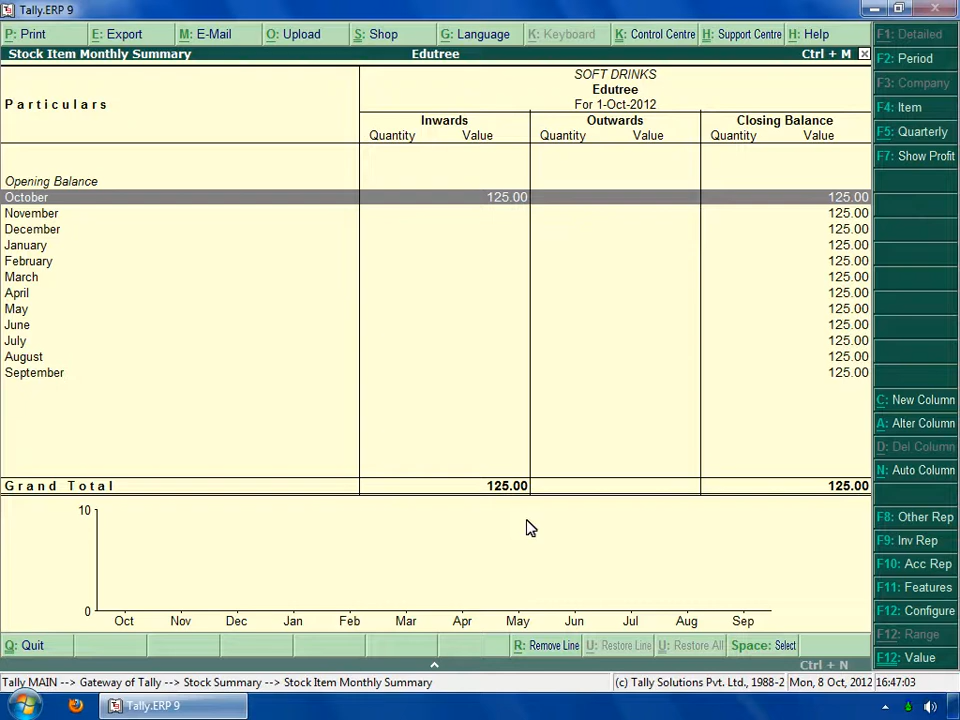 Tally.ERP 9
P: Print E: Export M: E-Mail O: Upload S: Shop G: Language K: Keyboard K: Control Centre H: Support Centre H: Help
Stock Item Monthly Summary Edutree Ctrl + M
SOFT DRINKS
Edutree
For 1-Oct-2012
Particulars
Inwards Outwards Closing Balance
Quantity Value Quantity Value Quantity Value
Opening Balance
October 125.00 125.00
November 125.00
December 125.00
January 125.00
February 125.00
March 125.00
April 125.00
May 125.00
June 125.00
July 125.00
August 125.00
September 125.00
Grand Total 125.00 125.00
10
0
Oct Nov Dec Jan Feb Mar Apr May Jun Jul Aug Sep
F1: Detailed
F2: Period
F3: Company
F4: Item
F5: Quarterly
F7: Show Profit
C: New Column
A: Alter Column
D: Del Column
N: Auto Column
F8: Other Rep
F9: Inv Rep
F10: Acc Rep
F11: Features
F12: Configure
F12: Range
F12: Value
Q: Quit R: Remove Line U: Restore Line U: Restore All Space: Select
Ctrl + N
Tally MAIN --> Gateway of Tally --> Stock Summary --> Stock Item Monthly Summary (c) Tally Solutions Pvt. Ltd., 1988-2 Mon, 8 Oct, 2012 16:47:03
Tally.ERP 9